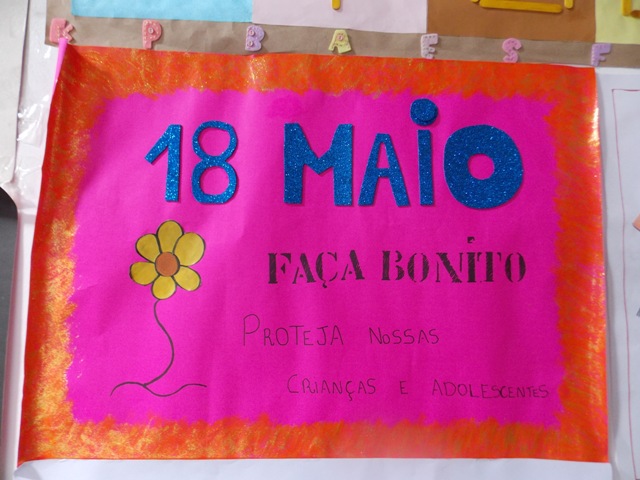 K P B A E S F
18 MAiO
FAÇA BONiTO
PROTEJA NOSSAS
CRIANÇAS E ADOLESCENTES